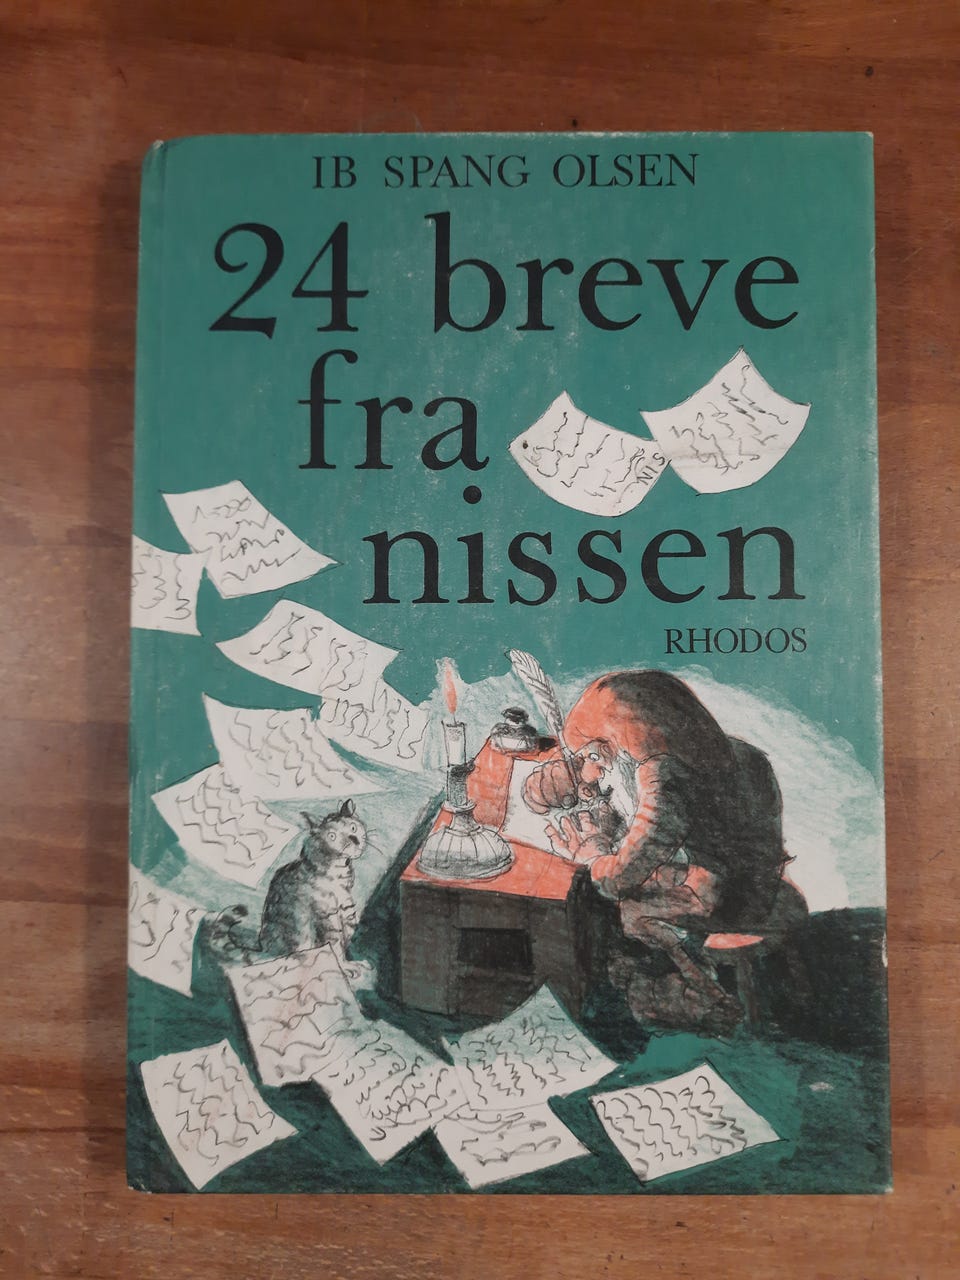 IB SPANG OLSEN
24 breve
fra
nissen
RHODOS